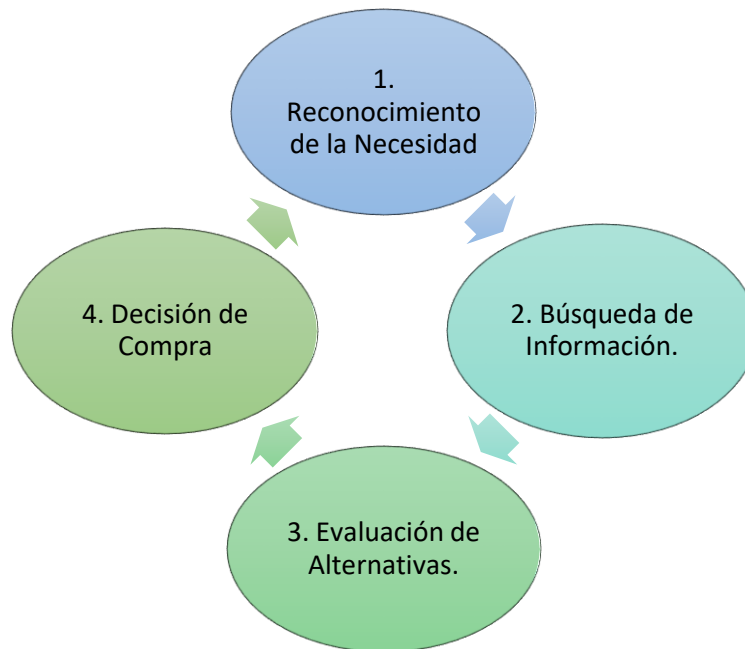 1.
Reconocimiento
de la Necesidad
2. Búsqueda de
Información.
3. Evaluación de
Alternativas.
4. Decisión de
Compra